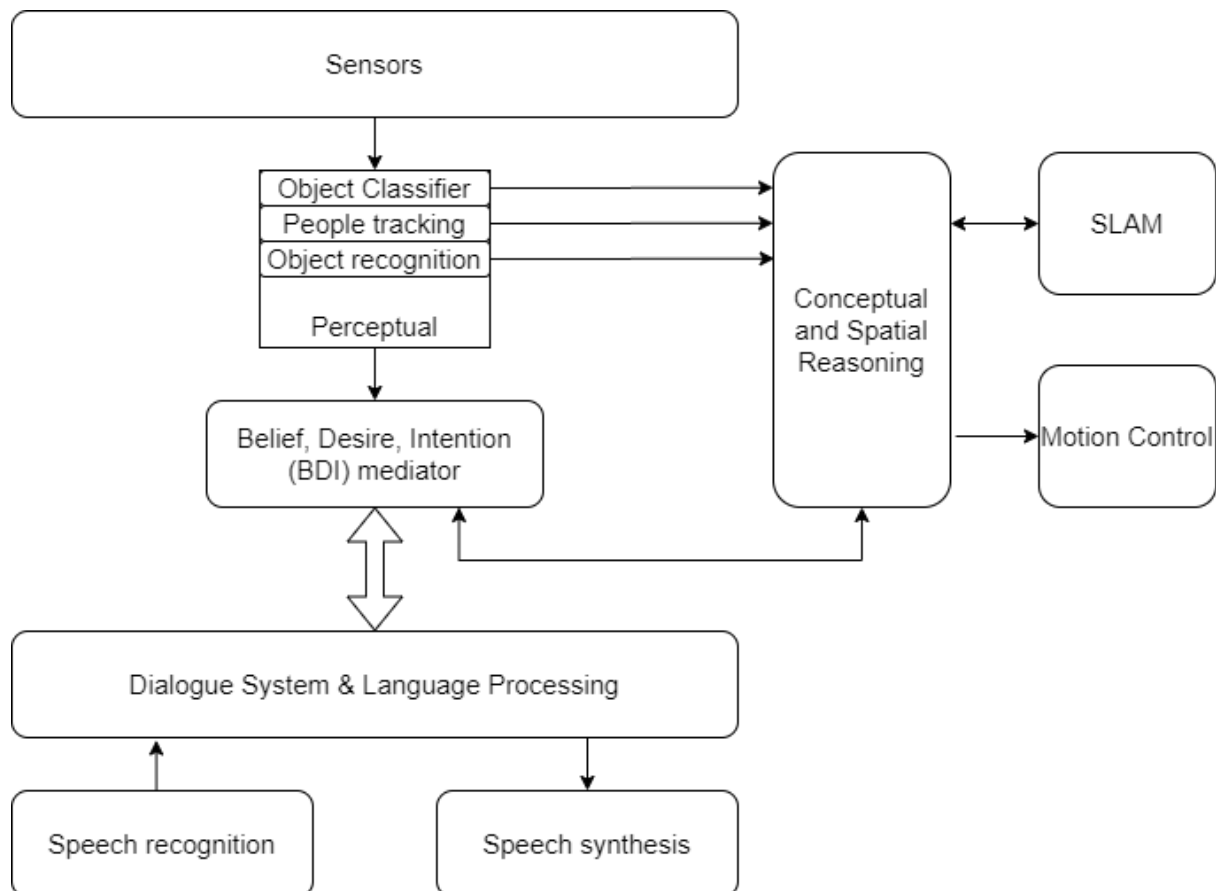 Sensors
Object Classifier
People tracking
Object recognition
Perceptual
Conceptual
and Spatial
Reasoning
SLAM
Motion Control
Belief, Desire, Intention
(BDI) mediator
Dialogue System & Language Processing
Speech recognition
Speech synthesis